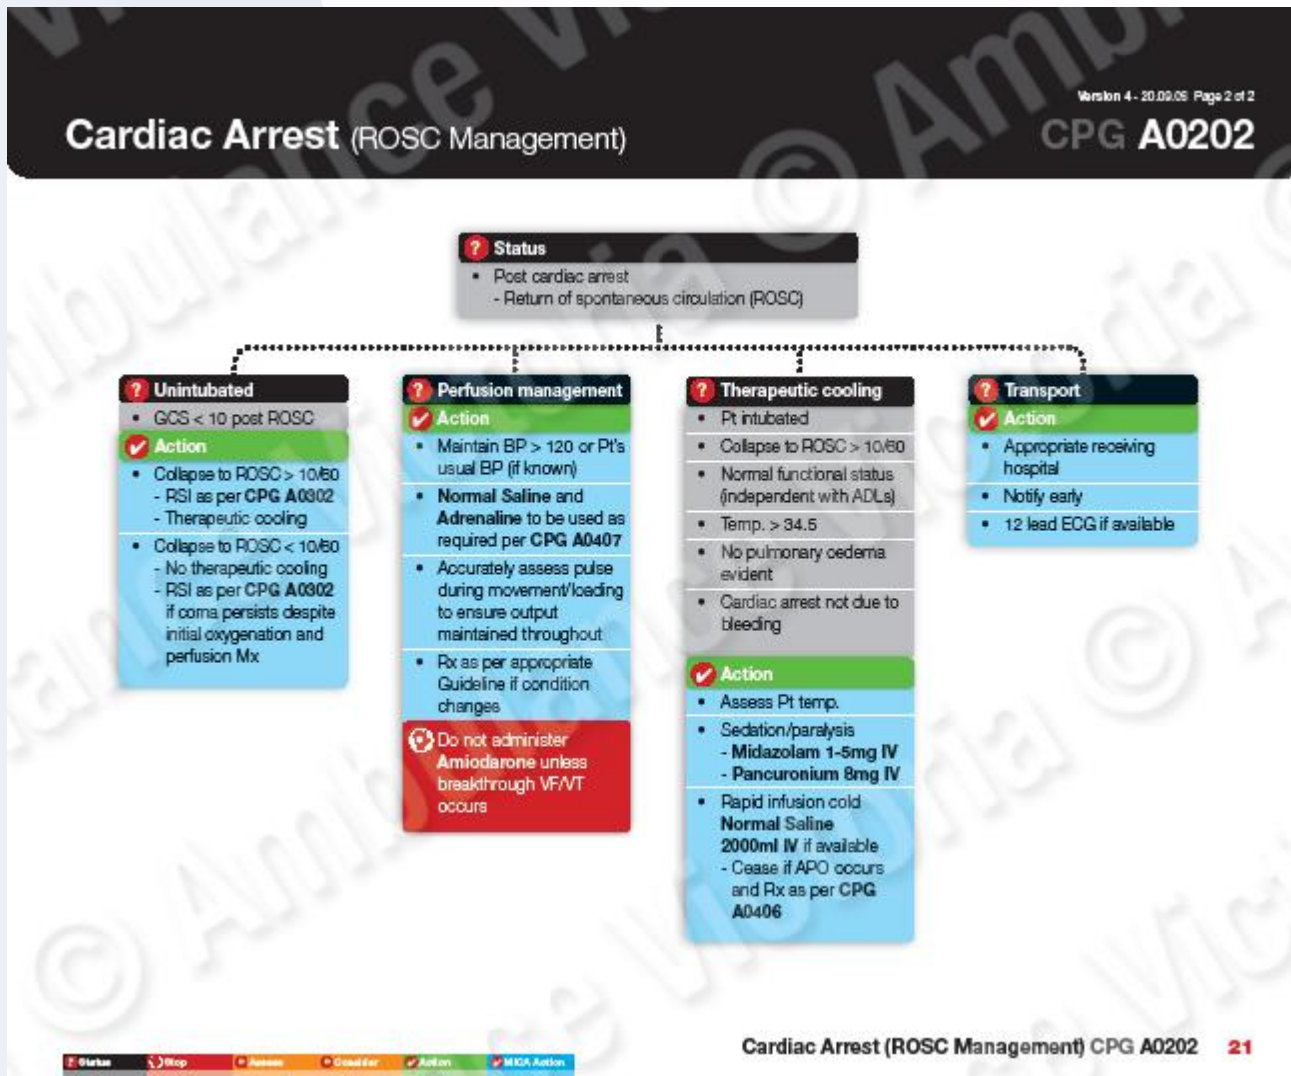 Version 4 - 20.09.06 Page 2 of 2
Cardiac Arrest (ROSC Management)
CPG A0202
? Status
• Post cardiac arrest
- Return of spontaneous circulation (ROSC)
? Unintubated
• GCS < 10 post ROSC
Action
• Collapse to ROSC > 10/60
- RSI as per CPG A0302
- Therapeutic cooling
• Collapse to ROSC < 10/60
- No therapeutic cooling
- RSI as per CPG A0302
if coma persists despite
initial oxygenation and
perfusion Mx
? Perfusion management
Action
• Maintain BP > 120 or Pt's
usual BP (if known)
• Normal Saline and
Adrenaline to be used as
required per CPG A0407
• Accurately assess pulse
during movement/loading
to ensure output
maintained throughout
• Rx as per appropriate
Guideline if condition
changes
Do not administer
Amiodarone unless
breakthrough VF/VT
occurs
? Therapeutic cooling
• Pt intubated
• Collapse to ROSC > 10/60
• Normal functional status
(independent with ADLs)
• Temp. > 34.5
• No pulmonary oedema
evident
• Cardiac arrest not due to
bleeding
Action
• Assess Pt temp.
• Sedation/paralysis
- Midazolam 1-5mg IV
- Pancuronium 8mg IV
• Rapid infusion cold
Normal Saline
2000ml IV if available
- Cease if APO occurs
and Rx as per CPG
A0406
? Transport
Action
• Appropriate receiving
hospital
• Notify early
• 12 lead ECG if available
© Ambulance Victoria
? Status Stop Assess Consider Action MICA Action
Cardiac Arrest (ROSC Management) CPG A0202 21